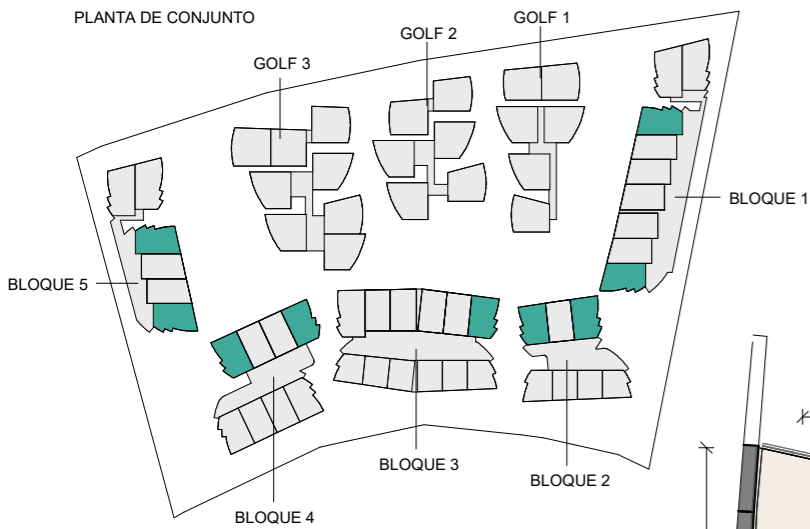 PLANTA DE CONJUNTO
GOLF 1
GOLF 2
GOLF 3
BLOQUE 1
BLOQUE 5
BLOQUE 3
BLOQUE 2
BLOQUE 4